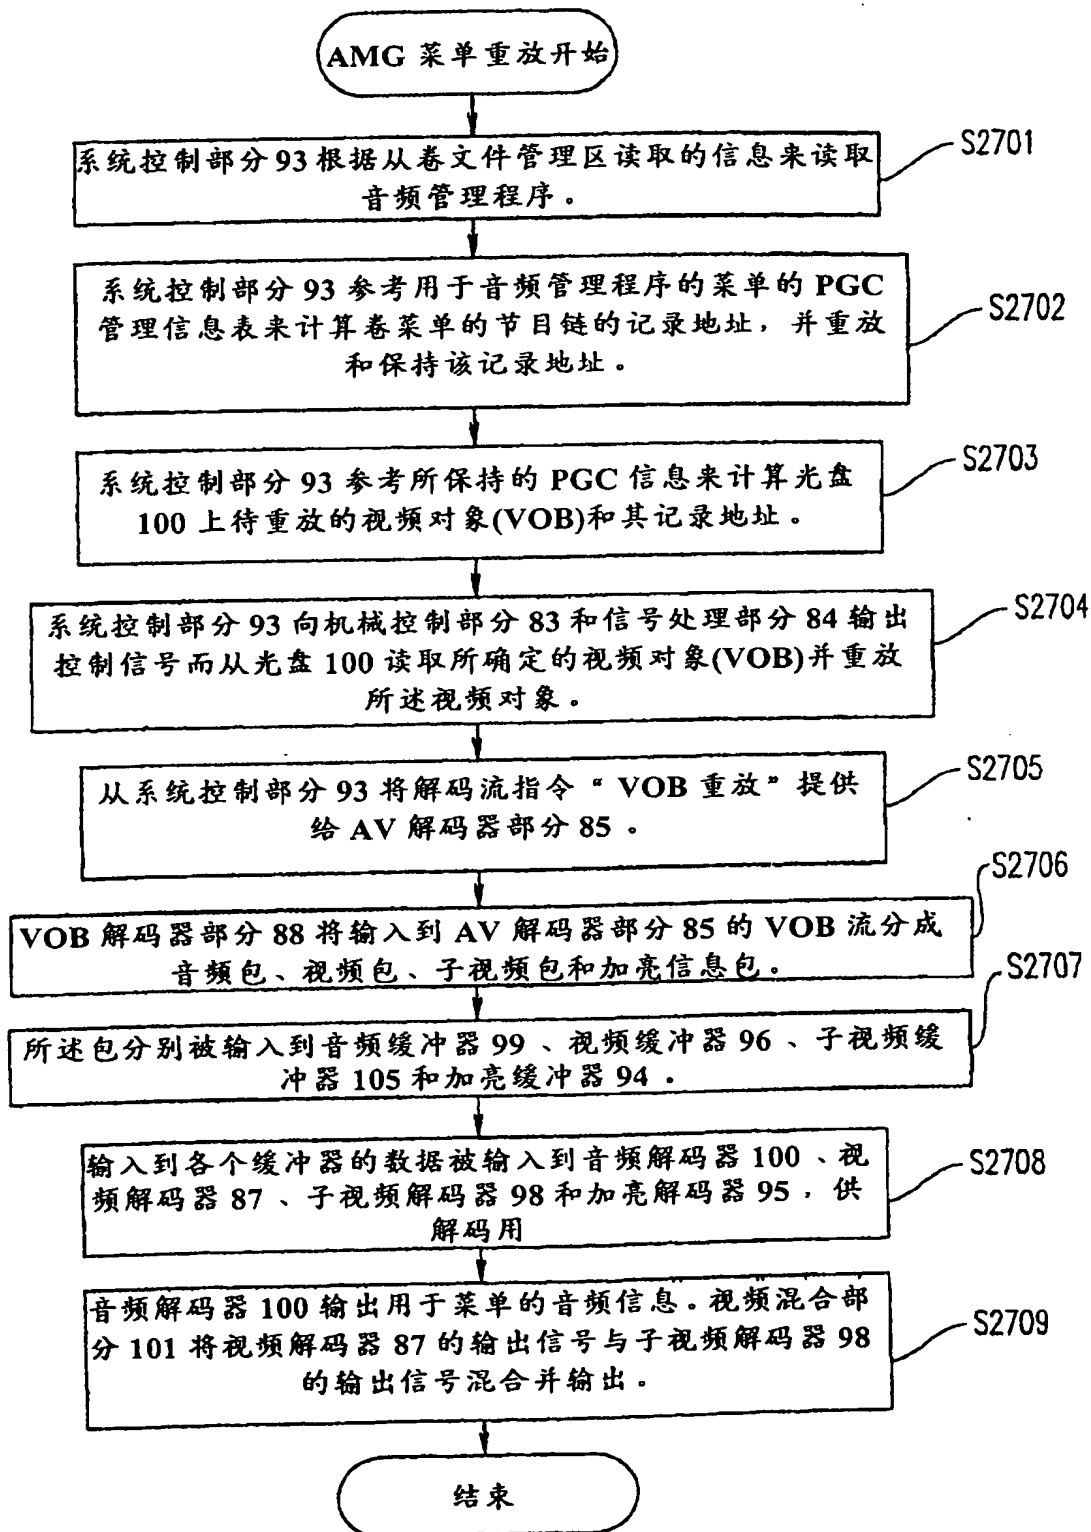 AMG 菜单重放开始
系统控制部分 93 根据从卷文件管理区读取的信息来读取
音频管理程序。
S2701
系统控制部分 93 参考用于音频管理程序的菜单的 PGC
管理信息表来计算卷菜单的节目链的记录地址，并重放
和保持该记录地址。
S2702
系统控制部分 93 参考所保持的 PGC 信息来计算光盘
100 上待重放的视频对象(VOB)和其记录地址。
S2703
系统控制部分 93 向机械控制部分 83 和信号处理部分 84 输出
控制信号而从光盘 100 读取所确定的视频对象(VOB)并重放
所述视频对象。
S2704
从系统控制部分 93 将解码流指令“VOB 重放”提供
给 AV 解码器部分 85。
S2705
VOB 解码器部分 88 将输入到 AV 解码器部分 85 的 VOB 流分成
音频包、视频包、子视频包和加亮信息包。
S2706
所述包分别被输入到音频缓冲器 99、视频缓冲器 96、子视频缓
冲器 105 和加亮缓冲器 94。
S2707
输入到各个缓冲器的数据被输入到音频解码器 100、视
频解码器 87、子视频解码器 98 和加亮解码器 95，供
解码用
S2708
音频解码器 100 输出用于菜单的音频信息。视频混合部
分 101 将视频解码器 87 的输出信号与子视频解码器 98
的输出信号混合并输出。
S2709
结束